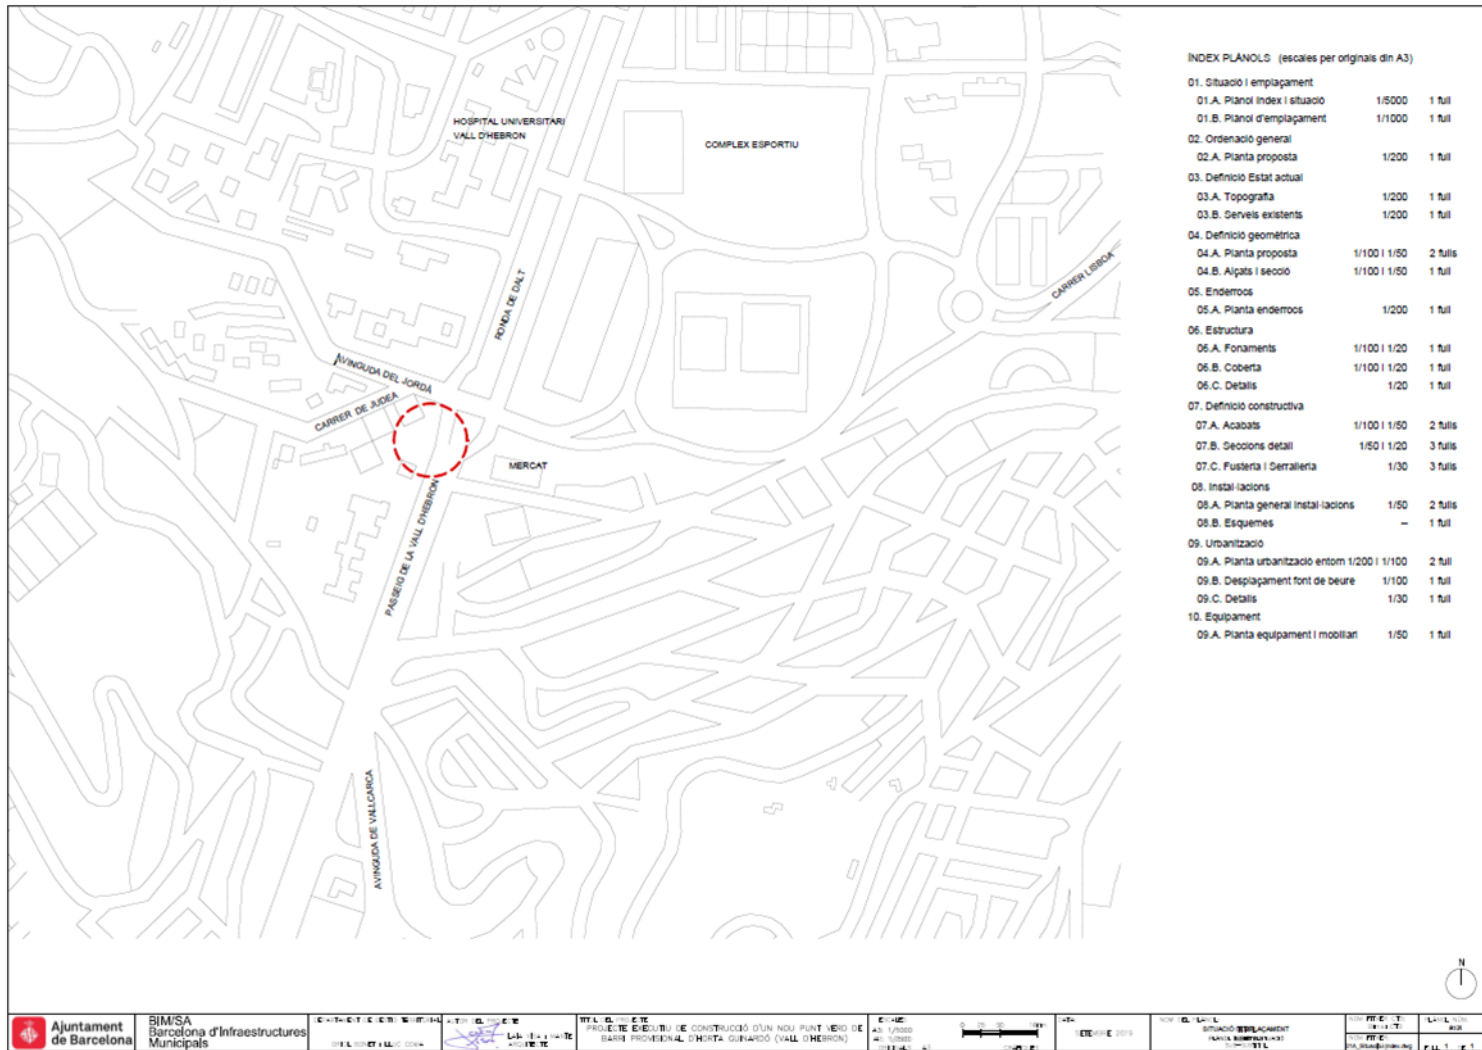 HOSPITAL UNIVERSITARI
VALL D'HEBRON
COMPLEX ESPORTIU
RONDA DE DALT
CARRER LISBOA
AVINGUDA DEL JORDÀ
CARRER DE JUDEA
MERCAT
PASSEIG DE LA VALL D'HEBRON
AVINGUDA DE VALLCARCA
ÍNDEX PLÀNOLS (escales per originals din A3)
01. Situació i emplaçament
01.A. Plànol índex i situació 1/5000 1 full
01.B. Plànol d'emplaçament 1/1000 1 full
02. Ordenació general
02.A. Planta proposta 1/200 1 full
03. Definició Estat actual
03.A. Topografia 1/200 1 full
03.B. Serveis existents 1/200 1 full
04. Definició geomètrica
04.A. Planta proposta 1/100 i 1/50 2 fulls
04.B. Alçats i secció 1/100 i 1/50 1 full
05. Enderrocs
05.A. Planta enderrocs 1/200 1 full
06. Estructura
06.A. Fonaments 1/100 i 1/20 1 full
06.B. Coberta 1/100 i 1/20 1 full
06.C. Detalls 1/20 1 full
07. Definició constructiva
07.A. Acabats 1/100 i 1/50 2 fulls
07.B. Seccions detall 1/50 i 1/20 3 fulls
07.C. Fusteria i Serralleria 1/30 3 fulls
08. Instal·lacions
08.A. Planta general instal·lacions 1/50 2 fulls
08.B. Esquemes – 1 full
09. Urbanització
09.A. Planta urbanització entorn 1/200 i 1/100 2 full
09.B. Desplaçament font de beure 1/100 1 full
09.C. Detalls 1/30 1 full
10. Equipament
09.A. Planta equipament i mobiliari 1/50 1 full
N
Ajuntament
de Barcelona
BIM/SA
Barcelona d'Infraestructures
Municipals
PROJECTE EXECUTIU DE CONSTRUCCIÓ D'UN NOU PUNT VERD DE
BARRI PROVISIONAL D'HORTA GUINARDÓ (VALL D'HEBRON)
SETEMBRE 2019